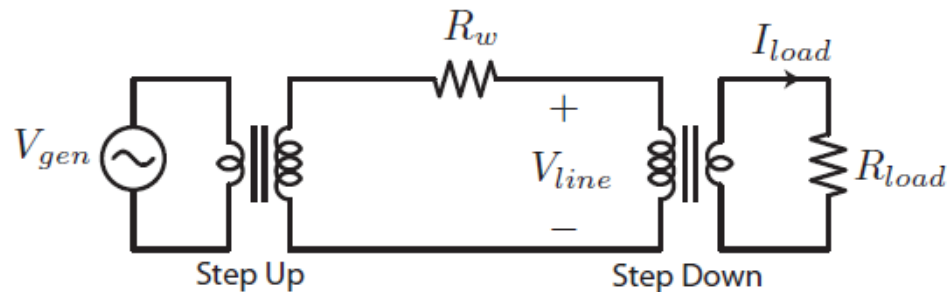 R_w
I_load
+
V_gen
V_line
R_load
−
Step Up
Step Down